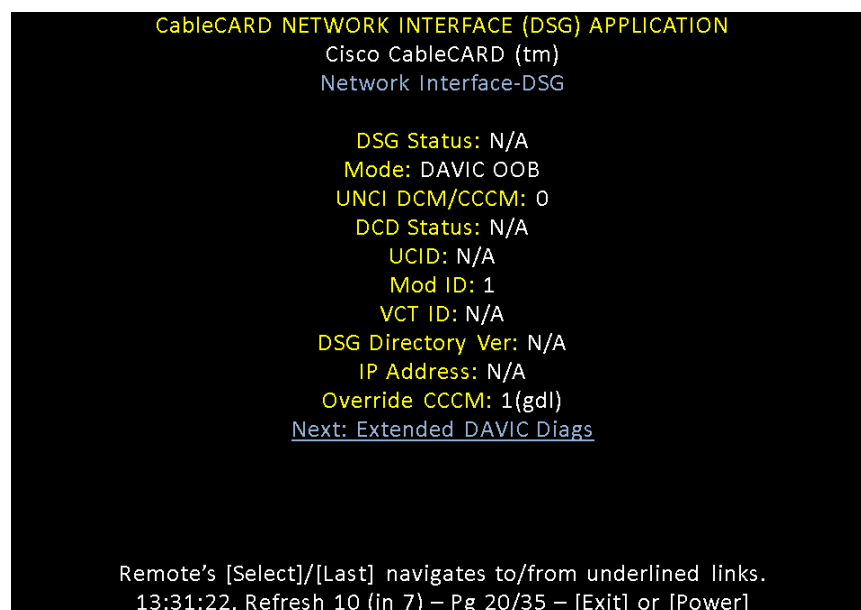 CableCARD NETWORK INTERFACE (DSG) APPLICATION
Cisco CableCARD (tm)
Network Interface-DSG
DSG Status: N/A
Mode: DAVIC OOB
UNCI DCM/CCCM: 0
DCD Status: N/A
UCID: N/A
Mod ID: 1
VCT ID: N/A
DSG Directory Ver: N/A
IP Address: N/A
Override CCCM: 1(gdl)
Next: Extended DAVIC Diags
Remote’s [Select]/[Last] navigates to/from underlined links.
13:31:22. Refresh 10 (in 7) – Pg 20/35 – [Exit] or [Power]